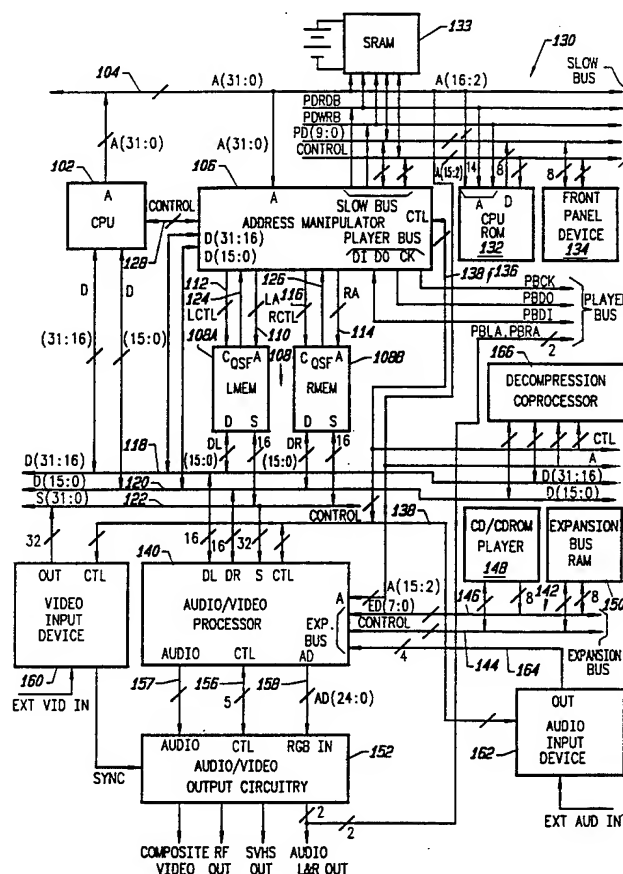 SRAM
133
130
104
A(31:0)
A(16:2)
SLOW
BUS
PDRDB
PDWRB
PD(9:0)
CONTROL
A(31:0)
A(31:0)
102
106
A
CPU
CONTROL
128
A
SLOW BUS
CTL
ADDRESS MANIPULATOR
D(31:16)
PLAYER BUS
D(15:0)
DI DO CK
A(15:2)
14
8
A D
CPU
ROM
132
8
8
FRONT
PANEL
DEVICE
134
D
D
112
124
LCTL
LA
126
116
RCTL
RA
110
114
138
136
PBCK
PBDO
PBDI
PBLA, PBRA
2
PLAYER
BUS
(31:16)
(15:0)
108A
108
108B
C QSF A
LMEM
D S
C QSF A
RMEM
D S
166
DECOMPRESSION
COPROCESSOR
118
DL
16
DR
16
(15:0)
(15:0)
CTL
A
D(31:16)
D(15:0)
D(31:16)
D(15:0)
120
S(31:0)
122
CONTROL
138
32
16
16
32
140
OUT CTL
VIDEO
INPUT
DEVICE
160
DL DR S CTL
AUDIO/VIDEO
PROCESSOR
A
EXP.
BUS
AUDIO CTL AD
CD/CDROM
PLAYER
148
EXPANSION
BUS
RAM
150
A(15:2)
146
8
142
8
ED(7:0)
CONTROL
144
164
4
EXPANSION
BUS
EXT VID IN
157
156
158
5
AD(24:0)
OUT
AUDIO
INPUT
DEVICE
162
SYNC
AUDIO CTL RGB IN
AUDIO/VIDEO
OUTPUT CIRCUITRY
152
2
2
EXT AUD INT
COMPOSITE
VIDEO
RF
OUT
SVHS
OUT
AUDIO
L&R OUT